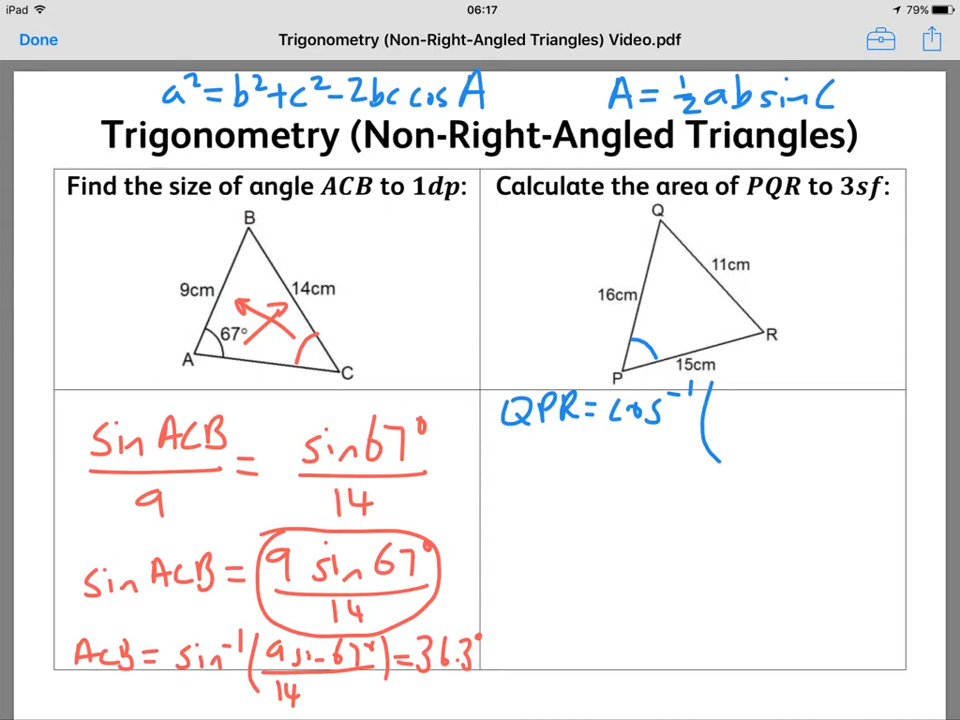 iPad 06:17 79%
Done Trigonometry (Non-Right-Angled Triangles) Video.pdf
a² = b² + c² - 2bc cos A A = ½ab sin C
Trigonometry (Non-Right-Angled Triangles)
Find the size of angle ACB to 1dp:
B
9cm
14cm
67°
A
C
sin ACB / 9 = sin 67° / 14
sin ACB = 9 sin 67° / 14
ACB = sin⁻¹ ( 9 sin 67° / 14 ) = 36.3°
Calculate the area of PQR to 3sf:
Q
11cm
16cm
R
15cm
P
QPR = cos⁻¹ (